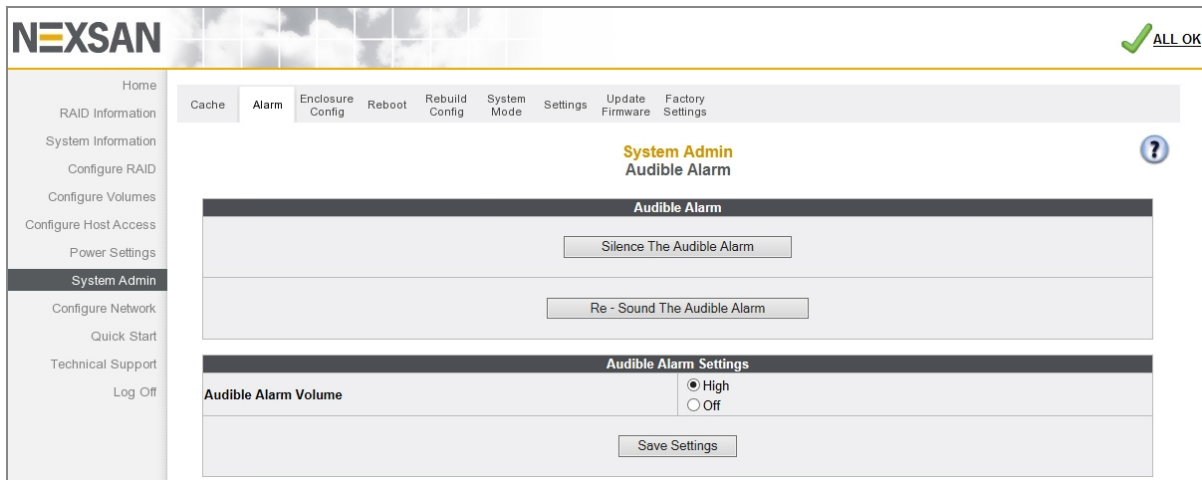 NEXSAN
ALL OK
Home
RAID Information
System Information
Configure RAID
Configure Volumes
Configure Host Access
Power Settings
System Admin
Configure Network
Quick Start
Technical Support
Log Off
Cache
Alarm
Enclosure
Config
Reboot
Rebuild
Config
System
Mode
Settings
Update
Firmware
Factory
Settings
System Admin
Audible Alarm
?
Audible Alarm
Silence The Audible Alarm
Re - Sound The Audible Alarm
Audible Alarm Settings
Audible Alarm Volume
High
Off
Save Settings